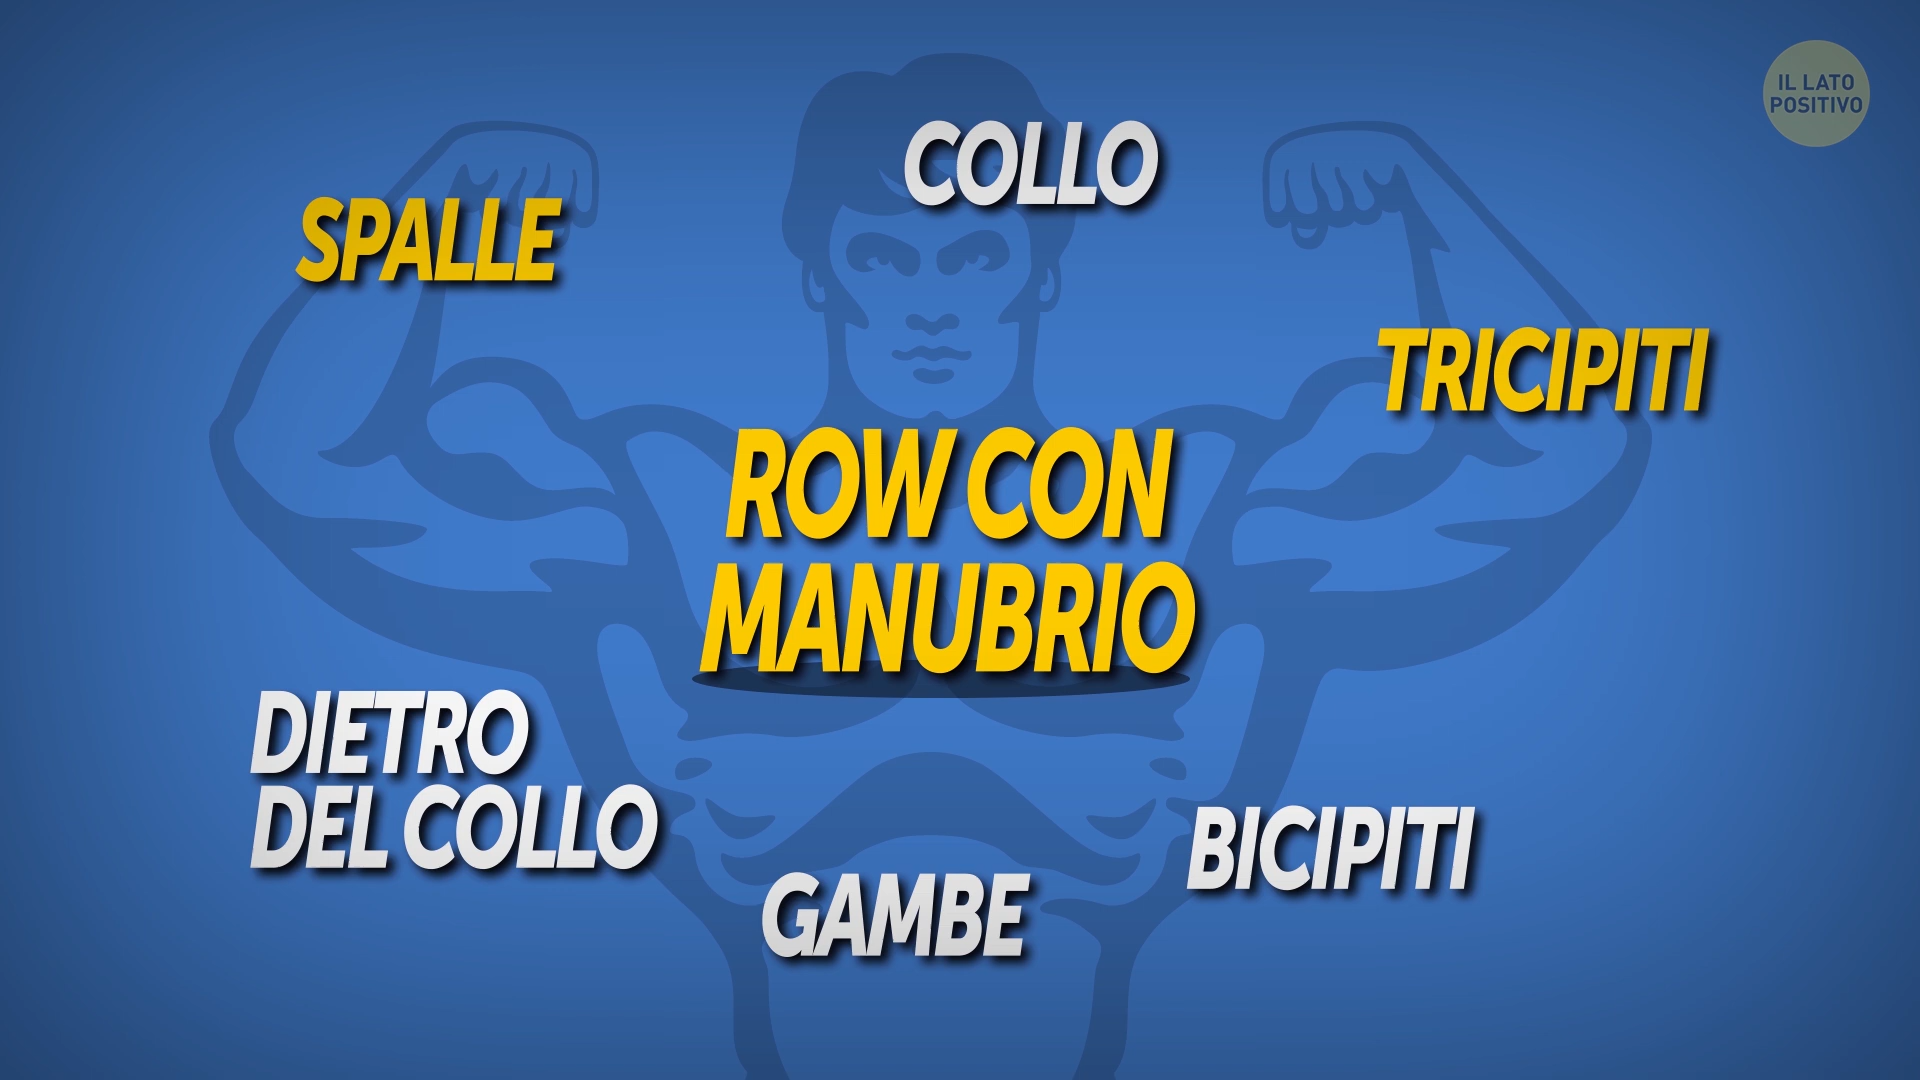 IL LATO
POSITIVO
COLLO
SPALLE
TRICIPITI
ROW CON
MANUBRIO
DIETRO
DEL COLLO
BICIPITI
GAMBE